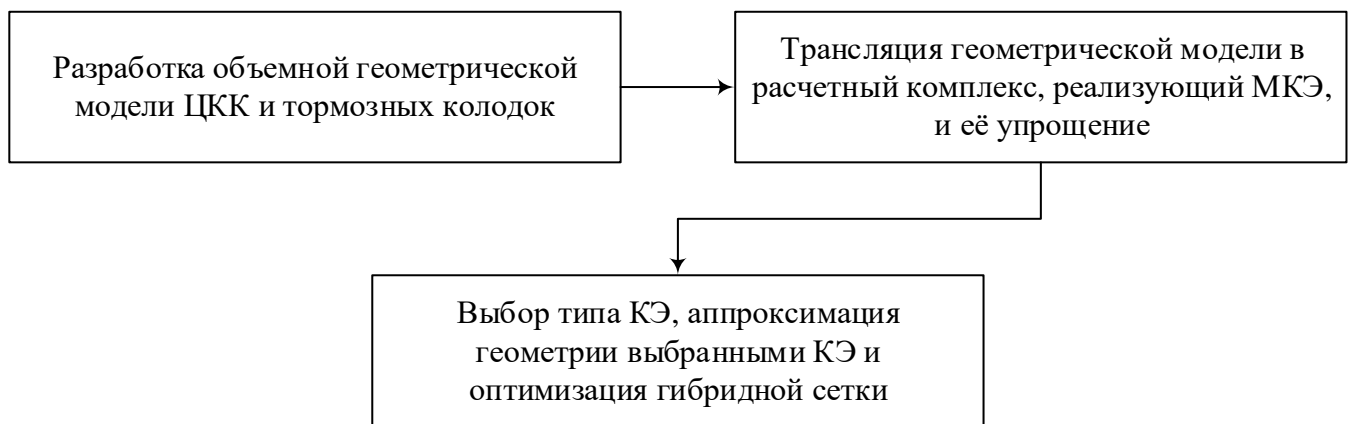 Разработка объемной геометрической
модели ЦКК и тормозных колодок
Трансляция геометрической модели в
расчетный комплекс, реализующий МКЭ,
и её упрощение
Выбор типа КЭ, аппроксимация
геометрии выбранными КЭ и
оптимизация гибридной сетки